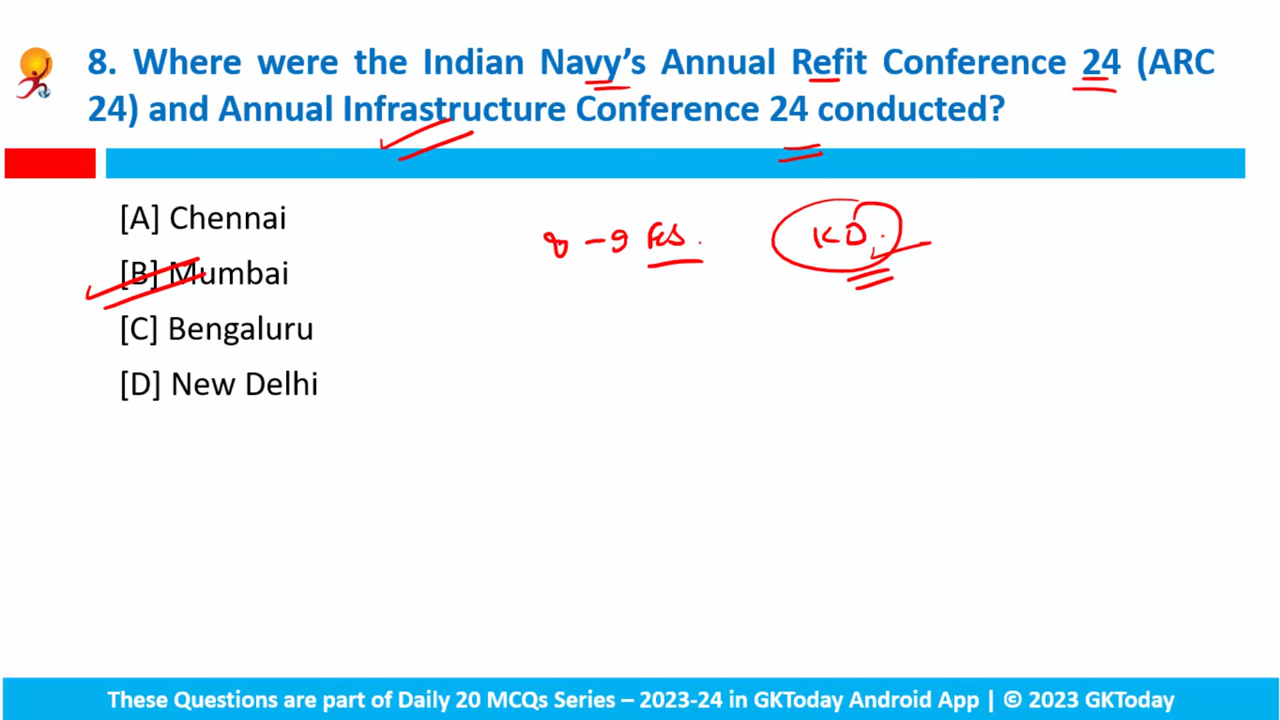 8. Where were the Indian Navy’s Annual Refit Conference 24 (ARC
24) and Annual Infrastructure Conference 24 conducted?
[A] Chennai
8 – 9
KD
[B] Mumbai
[C] Bengaluru
[D] New Delhi
These Questions are part of Daily 20 MCQs Series – 2023-24 in GKToday Android App | © 2023 GKToday